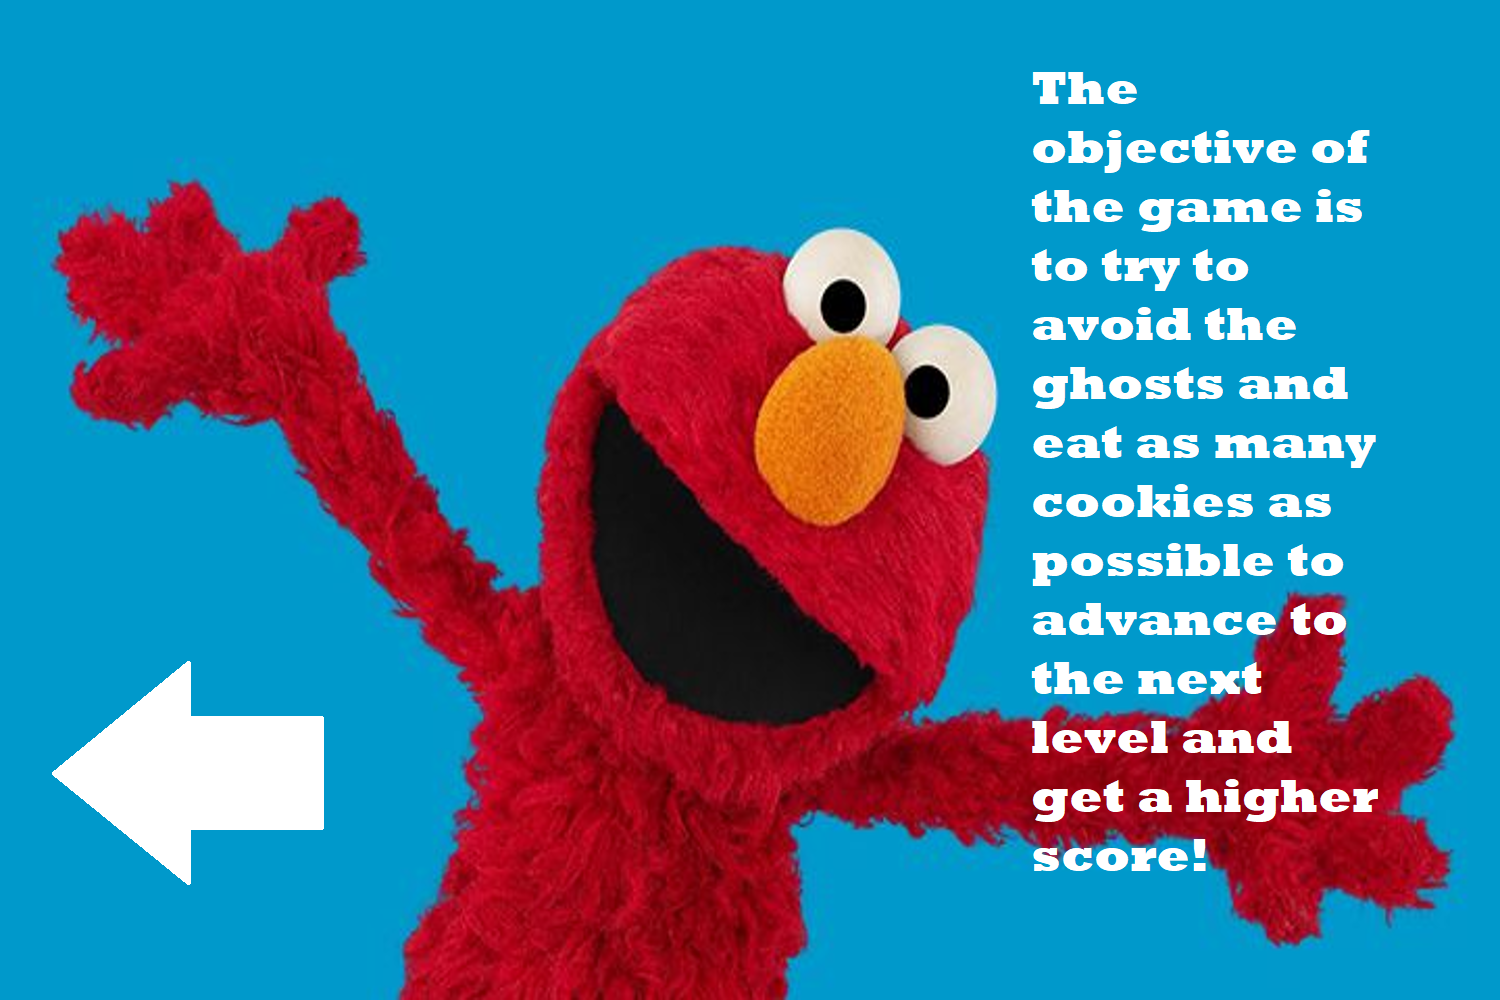 The
objective of
the game is
to try to
avoid the
ghosts and
eat as many
cookies as
possible to
advance to
the next
level and
get a higher
score!